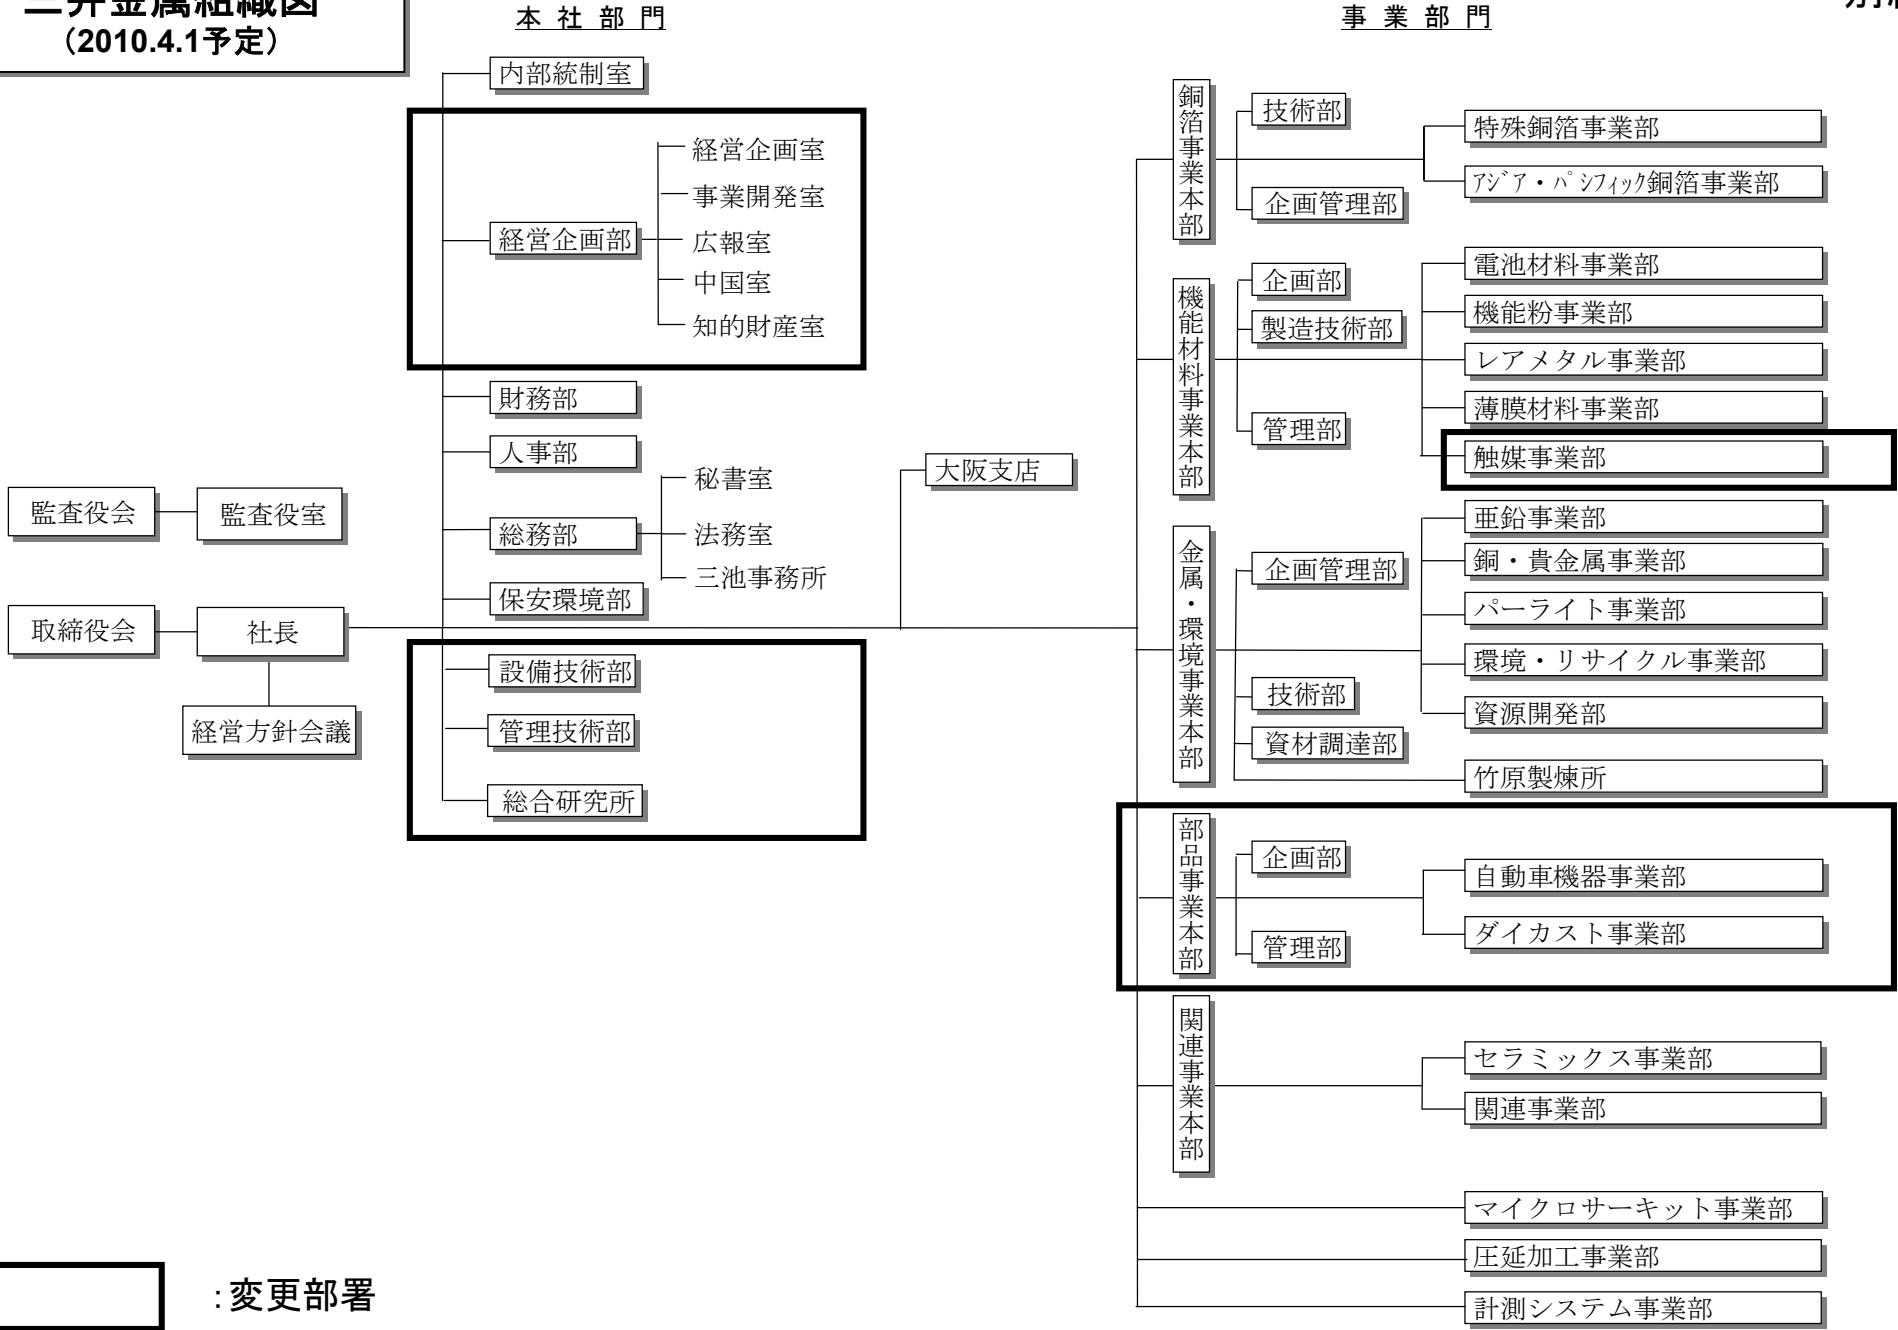 三井金属組織図
（2010.4.1予定）
本社部門
事業部門
内部統制室
経営企画部
経営企画室
事業開発室
広報室
中国室
知的財産室
財務部
人事部
総務部
秘書室
法務室
三池事務所
保安環境部
設備技術部
管理技術部
総合研究所
監査役会
監査役室
取締役会
社長
経営方針会議
大阪支店
銅箔事業本部
技術部
企画管理部
特殊銅箔事業部
ｱｼﾞｱ・ﾊﾟｼﾌｨｯｸ銅箔事業部
機能材料事業本部
企画部
製造技術部
管理部
電池材料事業部
機能粉事業部
レアメタル事業部
薄膜材料事業部
触媒事業部
金属・環境事業本部
企画管理部
技術部
資材調達部
亜鉛事業部
銅・貴金属事業部
パーライト事業部
環境・リサイクル事業部
資源開発部
竹原製煉所
部品事業本部
企画部
管理部
自動車機器事業部
ダイカスト事業部
関連事業本部
セラミックス事業部
関連事業部
マイクロサーキット事業部
圧延加工事業部
計測システム事業部
：変更部署